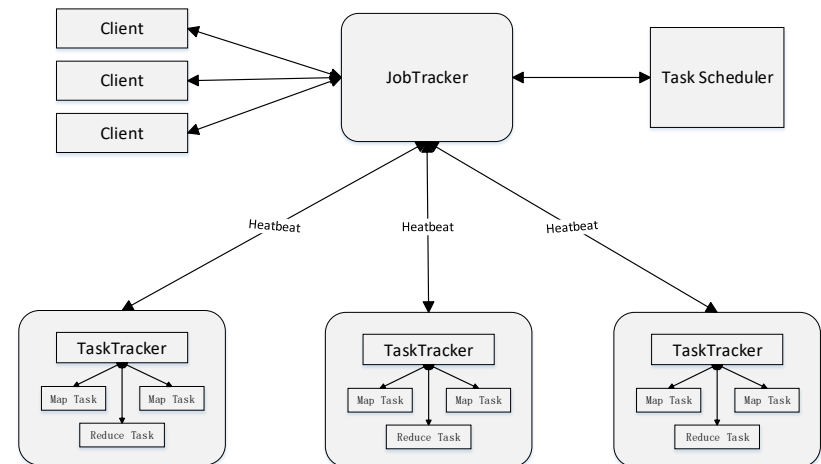 Client
Client
Client
JobTracker
Task Scheduler
Heatbeat
Heatbeat
Heatbeat
TaskTracker
Map Task
Map Task
Reduce Task
TaskTracker
Map Task
Map Task
Reduce Task
TaskTracker
Map Task
Map Task
Reduce Task